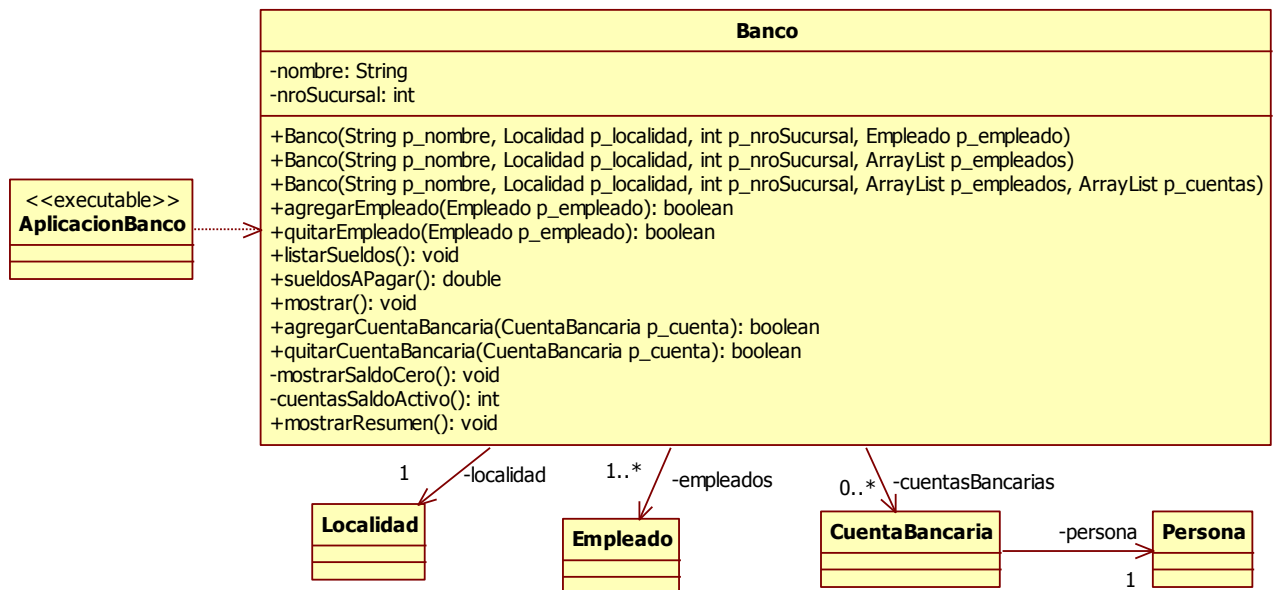 Banco
-nombre: String
-nroSucursal: int
+Banco(String p_nombre, Localidad p_localidad, int p_nroSucursal, Empleado p_empleado)
+Banco(String p_nombre, Localidad p_localidad, int p_nroSucursal, ArrayList p_empleados)
+Banco(String p_nombre, Localidad p_localidad, int p_nroSucursal, ArrayList p_empleados, ArrayList p_cuentas)
+agregarEmpleado(Empleado p_empleado): boolean
+quitarEmpleado(Empleado p_empleado): boolean
+listarSueldos(): void
+sueldosAPagar(): double
+mostrar(): void
+agregarCuentaBancaria(CuentaBancaria p_cuenta): boolean
+quitarCuentaBancaria(CuentaBancaria p_cuenta): boolean
-mostrarSaldoCero(): void
-cuentasSaldoActivo(): int
+mostrarResumen(): void
<<executable>>
AplicacionBanco
1
-localidad
1..*
-empleados
0..*
-cuentasBancarias
Localidad
Empleado
CuentaBancaria
-persona
1
Persona